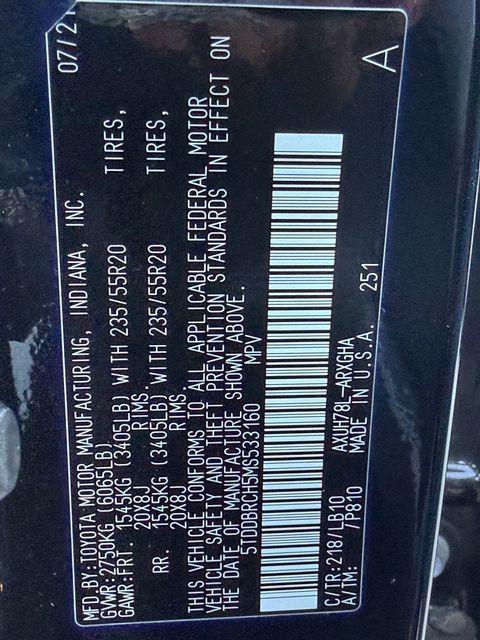 MFD.BY:TOYOTA MOTOR MANUFACTURING, INDIANA, INC. 07/2
GVWR:2750KG (6065LB)
GAWR:FRT. 1545KG (3405LB) WITH 235/55R20 TIRES,
20X8J RIMS.
RR. 1545KG (3405LB) WITH 235/55R20 TIRES,
20X8J RIMS.
THIS VEHICLE CONFORMS TO ALL APPLICABLE FEDERAL MOTOR
VEHICLE SAFETY AND THEFT PREVENTION STANDARDS IN EFFECT ON
THE DATE OF MANUFACTURE SHOWN ABOVE.
5TDDBRCH5MS533160 MPV
C/TR:218/LB10 AXUH78L-ARXGHA
A/TM: /P810 MADE IN U.S.A. 251 A